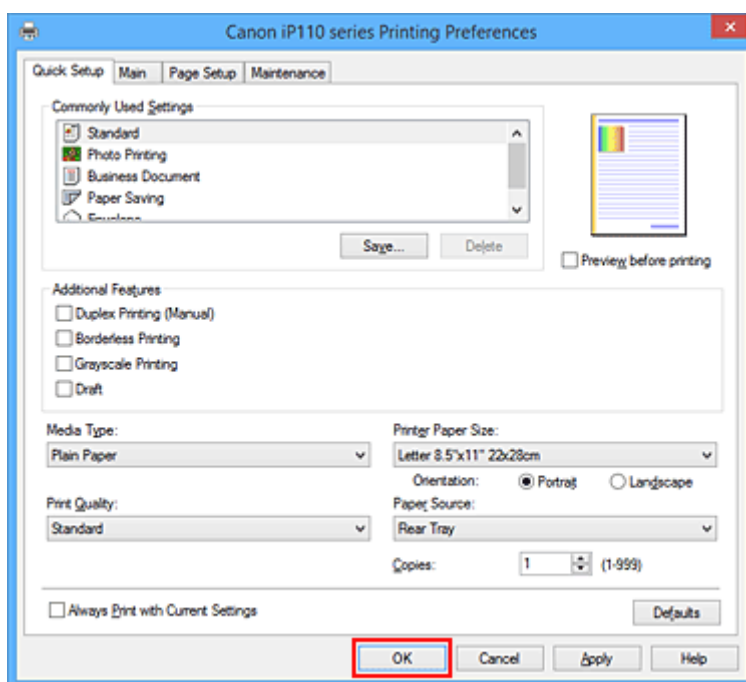 Canon iP110 series Printing Preferences
Quick Setup Main Page Setup Maintenance
Commonly Used Settings
Standard
Photo Printing
Business Document
Paper Saving
Envelope
Save... Delete
Preview before printing
Additional Features
Duplex Printing (Manual)
Borderless Printing
Grayscale Printing
Draft
Media Type:
Plain Paper
Printer Paper Size:
Letter 8.5"x11" 22x28cm
Orientation: Portrait Landscape
Print Quality:
Standard
Paper Source:
Rear Tray
Copies: 1 (1-999)
Always Print with Current Settings
Defaults
OK Cancel Apply Help